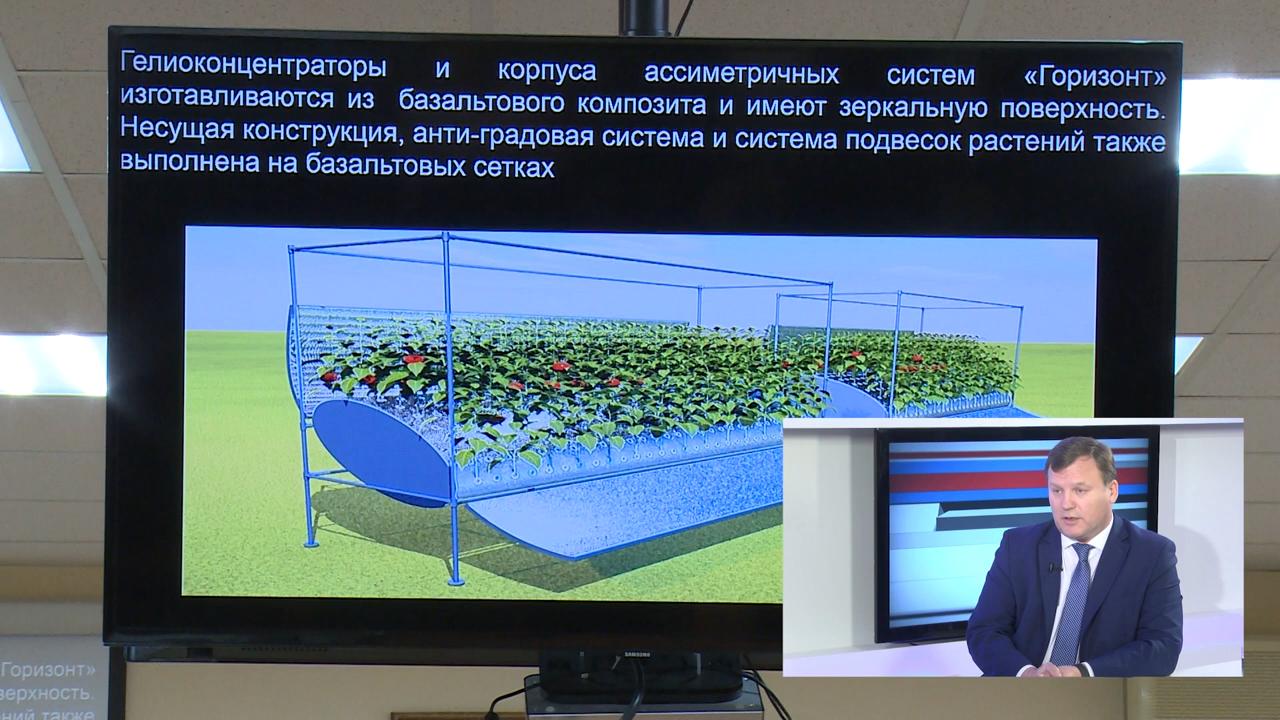 Гелиоконцентраторы и корпуса ассиметричных систем «Горизонт»
изготавливаются из базальтового композита и имеют зеркальную поверхность.
Несущая конструкция, анти-градовая система и система подвесок растений также
выполнена на базальтовых сетках
SAMSUNG
Горизонт»
верхность.
ний также